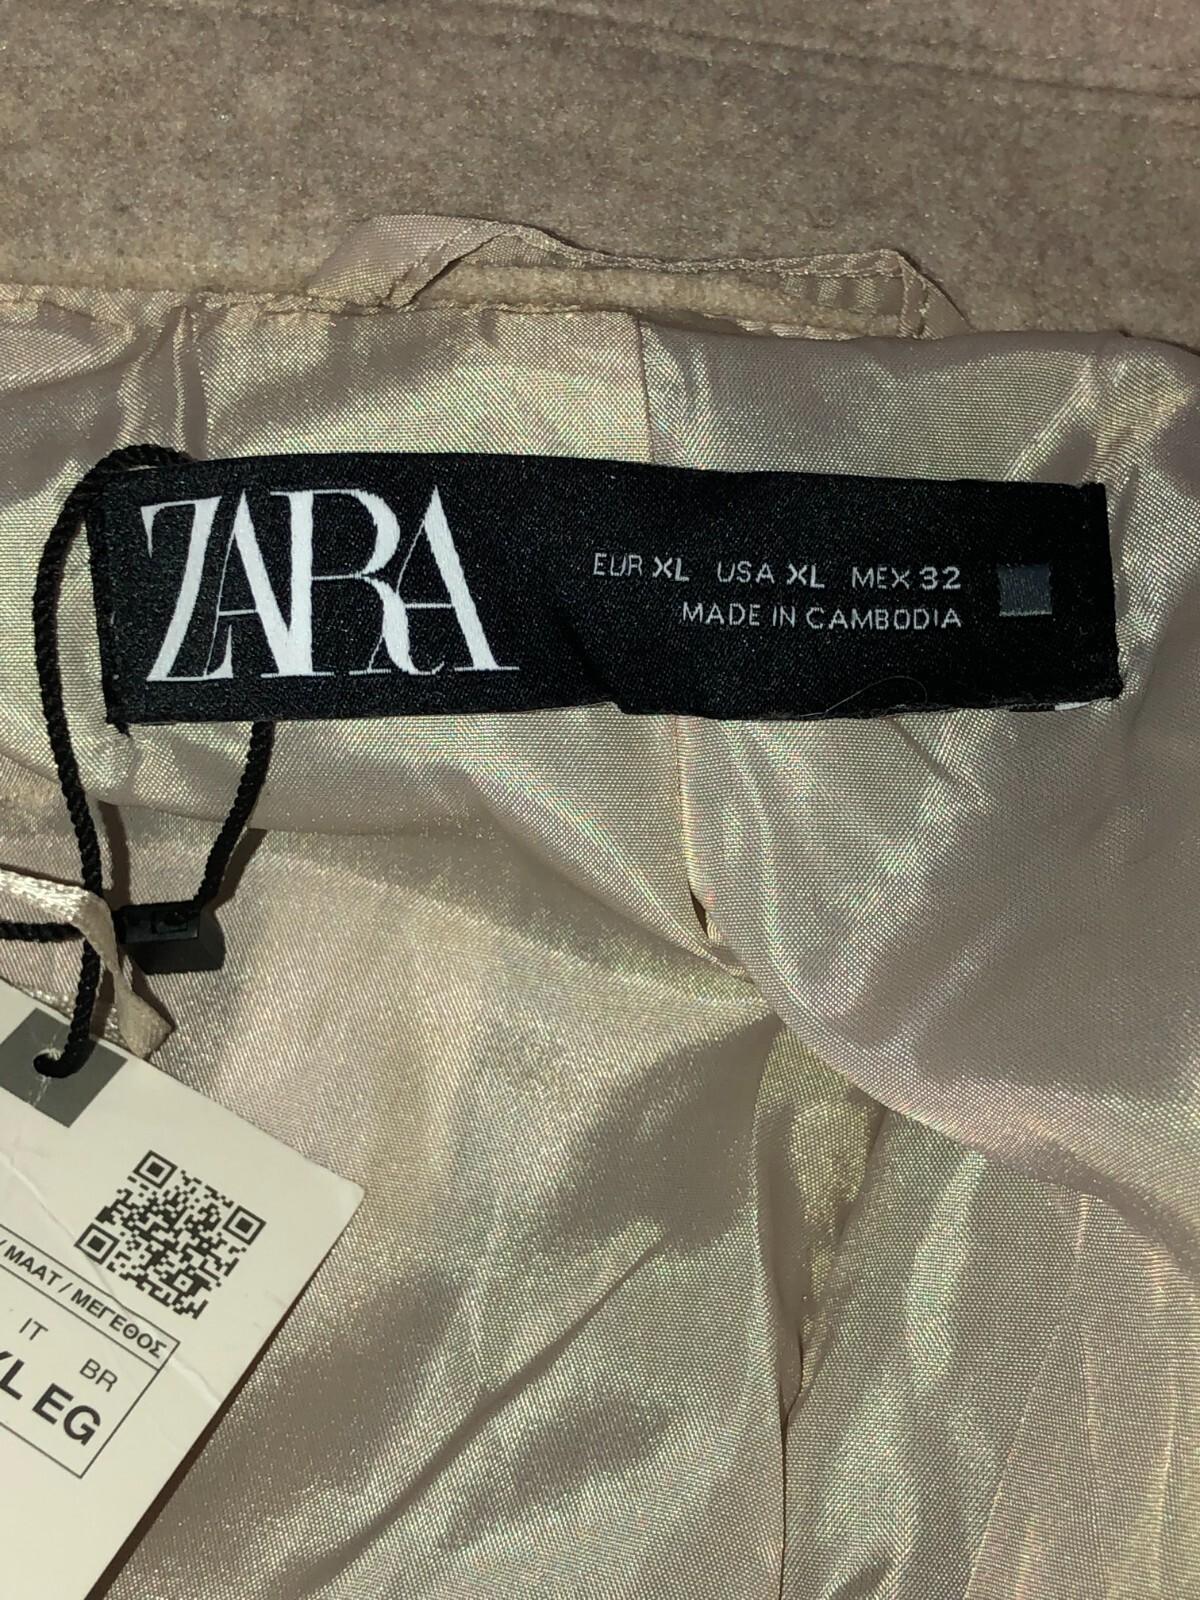 ZARA
EUR XL USA XL MEX 32
MADE IN CAMBODIA
/ MAAT / ΜΕΓΕΘΟΣ
IT BR
XL EG